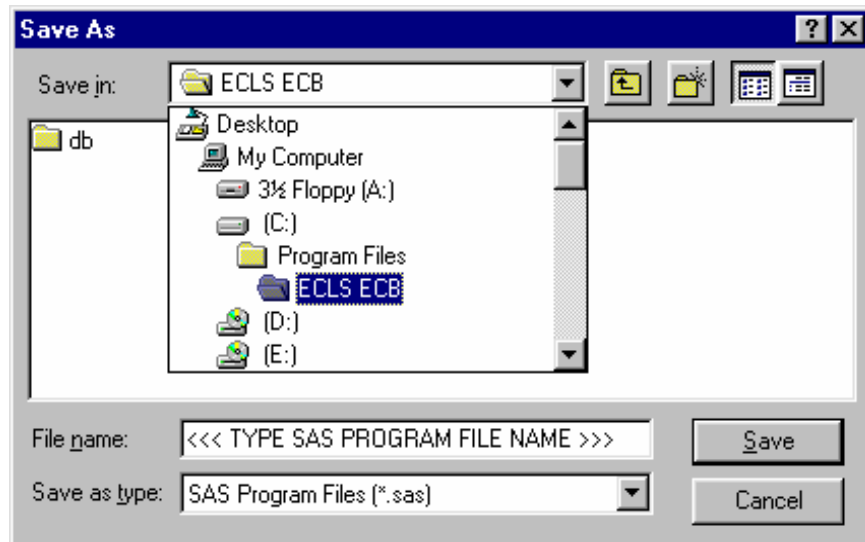 Save As
Save in: ECLS ECB
db
Desktop
My Computer
3½ Floppy (A:)
(C:)
Program Files
ECLS ECB
(D:)
(E:)
File name: <<< TYPE SAS PROGRAM FILE NAME >>> Save
Save as type: SAS Program Files (*.sas) Cancel